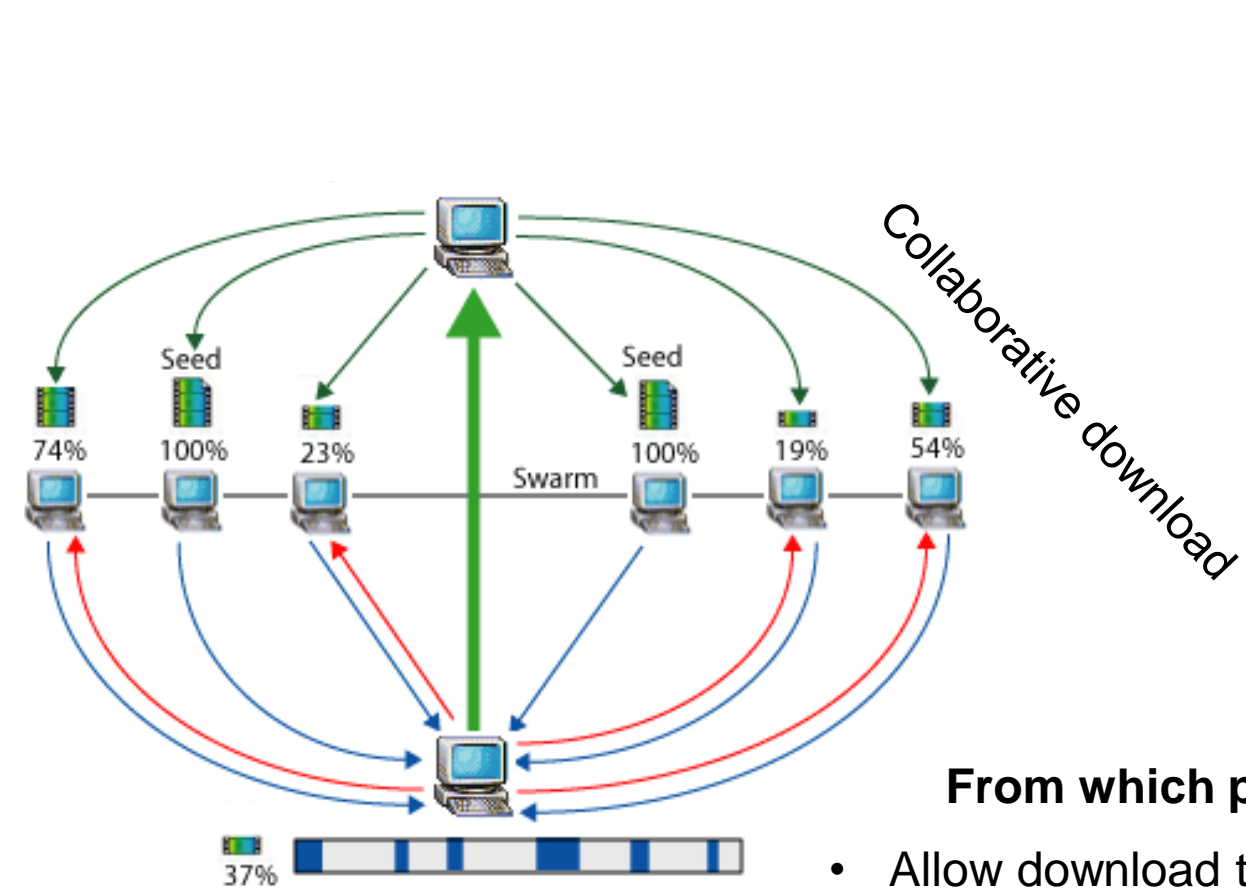 Collaborative download
Seed
Seed
74%
100%
23%
100%
19%
54%
Swarm
37%
From which
• Allow download